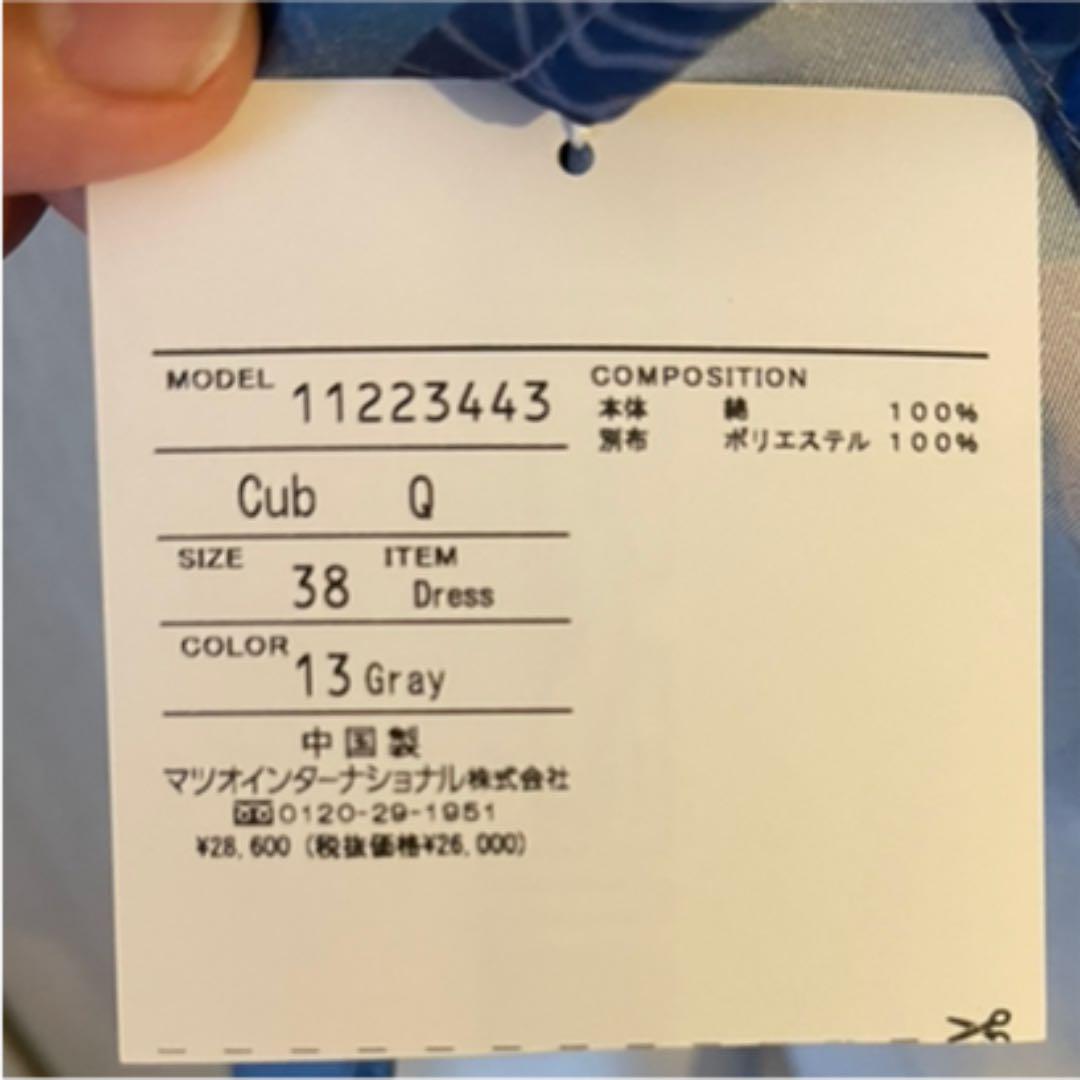 MODEL 11223443
Cub Q
SIZE 38 ITEM Dress
COLOR 13 Gray
中国製
マツオインターナショナル株式会社
0120-29-1951
¥28,600 (税抜価格¥26,000)
COMPOSITION
本体 綿 100%
別布 ポリエステル 100%